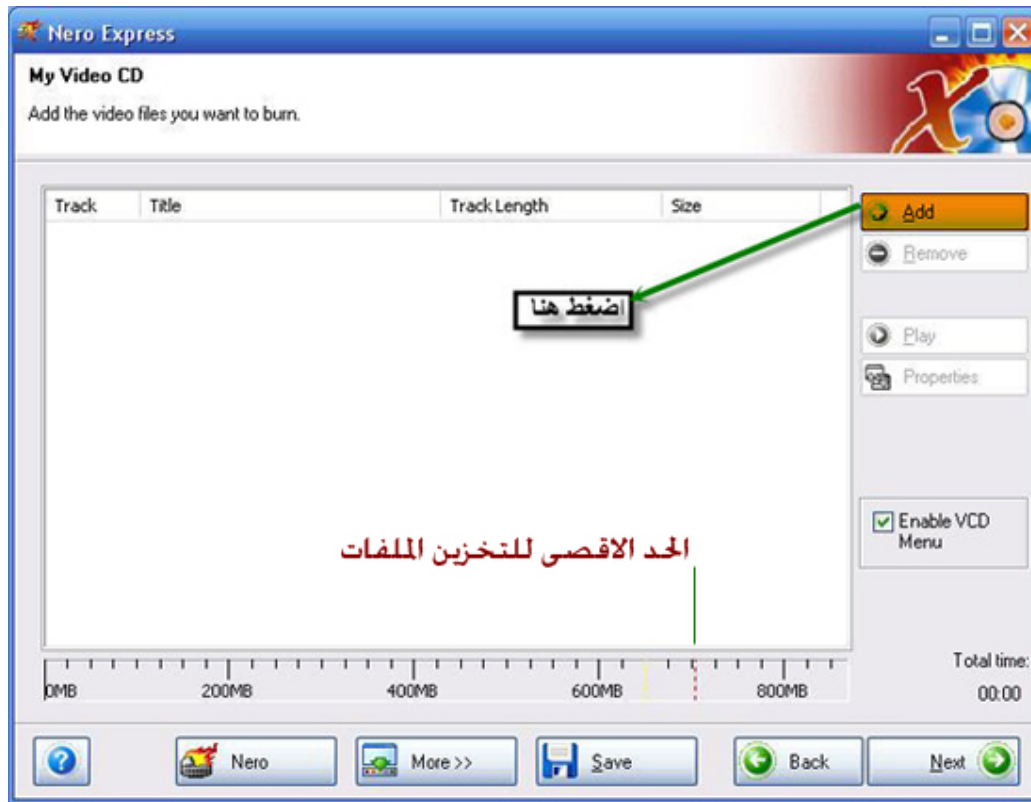 Nero Express
My Video CD
Add the video files you want to burn.
Track Title Track Length Size
Add
Remove
اضغط هنا
Play
Properties
Enable VCD
Menu
الحد الاقصى للتخزين الملفات
0MB 200MB 400MB 600MB 800MB
Total time:
00:00
Nero More >> Save Back Next